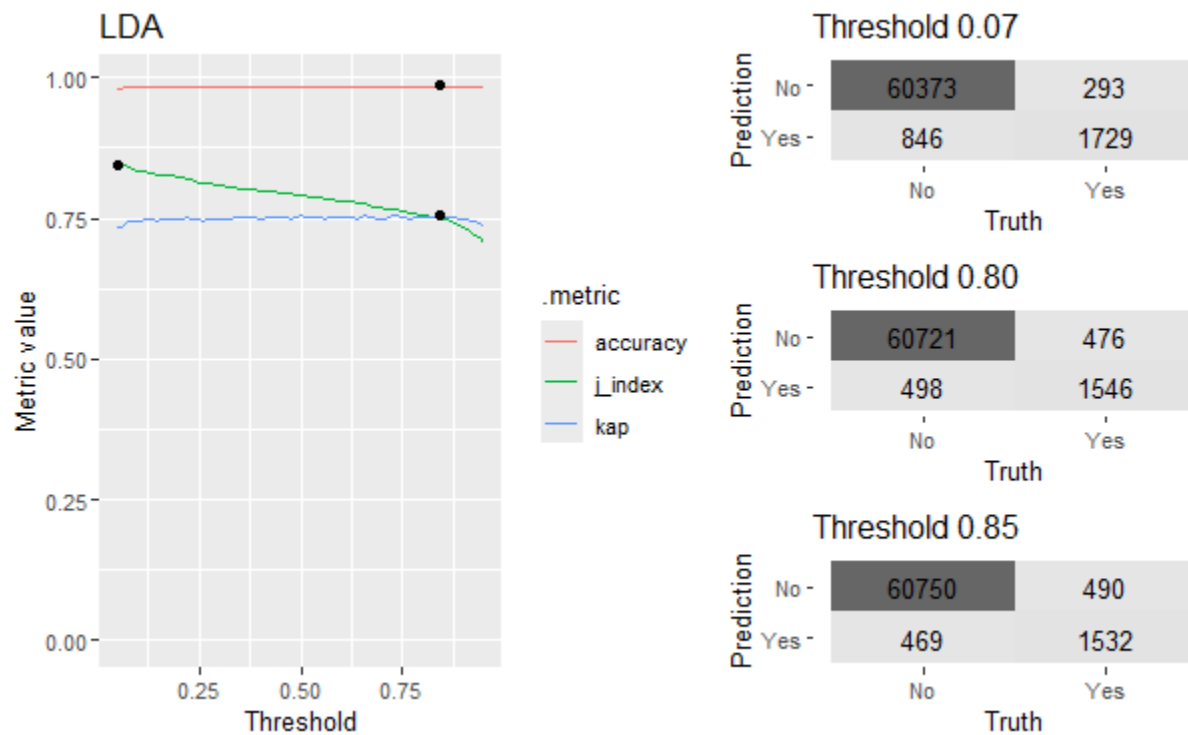 LDA
1.00
0.75
0.50
0.25
0.00
Metric value
0.25 0.50 0.75
Threshold
.metric
accuracy
j_index
kap
Threshold 0.07
Prediction
No 60373 293
Yes 846 1729
No Yes
Truth
Threshold 0.80
Prediction
No 60721 476
Yes 498 1546
No Yes
Truth
Threshold 0.85
Prediction
No 60750 490
Yes 469 1532
No Yes
Truth